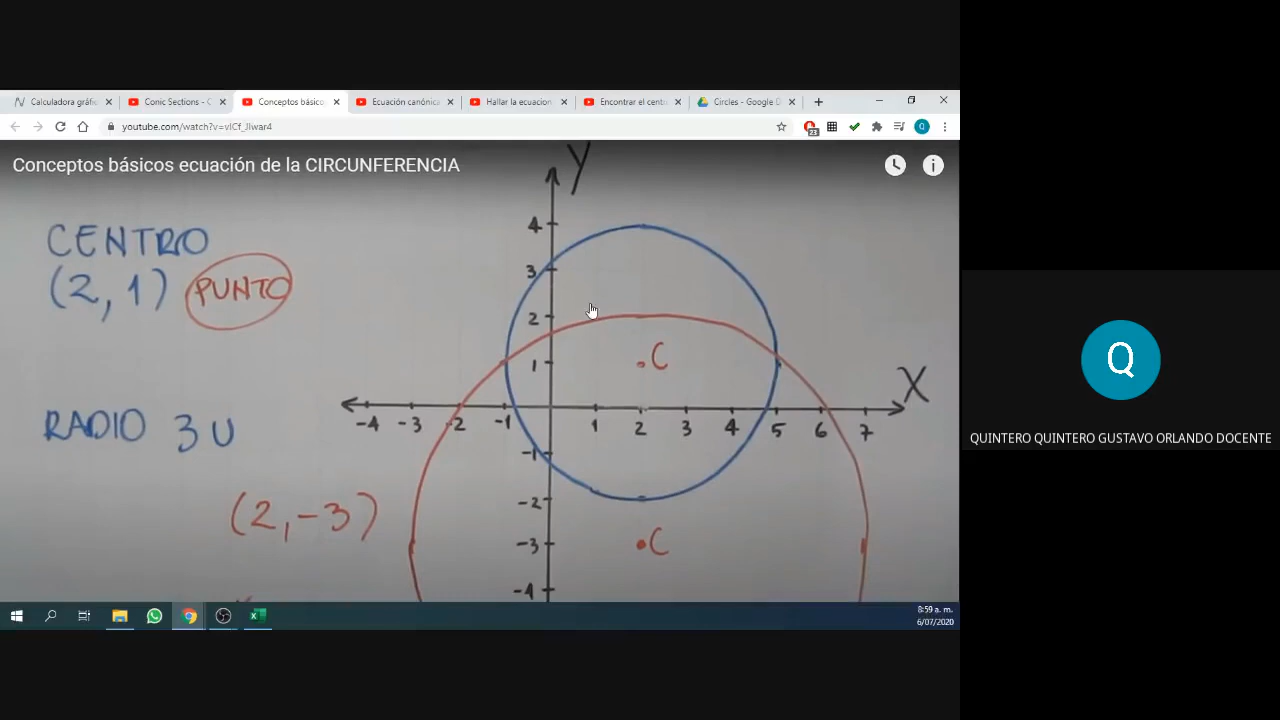 Calculadora gráfi
Conic Sections - C
Conceptos básico
Ecuación canónica
Hallar la ecuacion
Encontrar el cent
Circles - Google D
youtube.com/watch?v=vlCf_Jlwar4
23
Q
Conceptos básicos ecuación de la CIRCUNFERENCIA
Y
CENTRO
(2, 1) PUNTO
4
3
2
1
C
X
-4 -3 -2 -1 1 2 3 4 5 6 7
RADIO 3 U
-1
-2
(2, -3)
-3
C
-4
8:59 a. m.
6/07/2020
Q
QUINTERO QUINTERO GUSTAVO ORLANDO DOCENTE